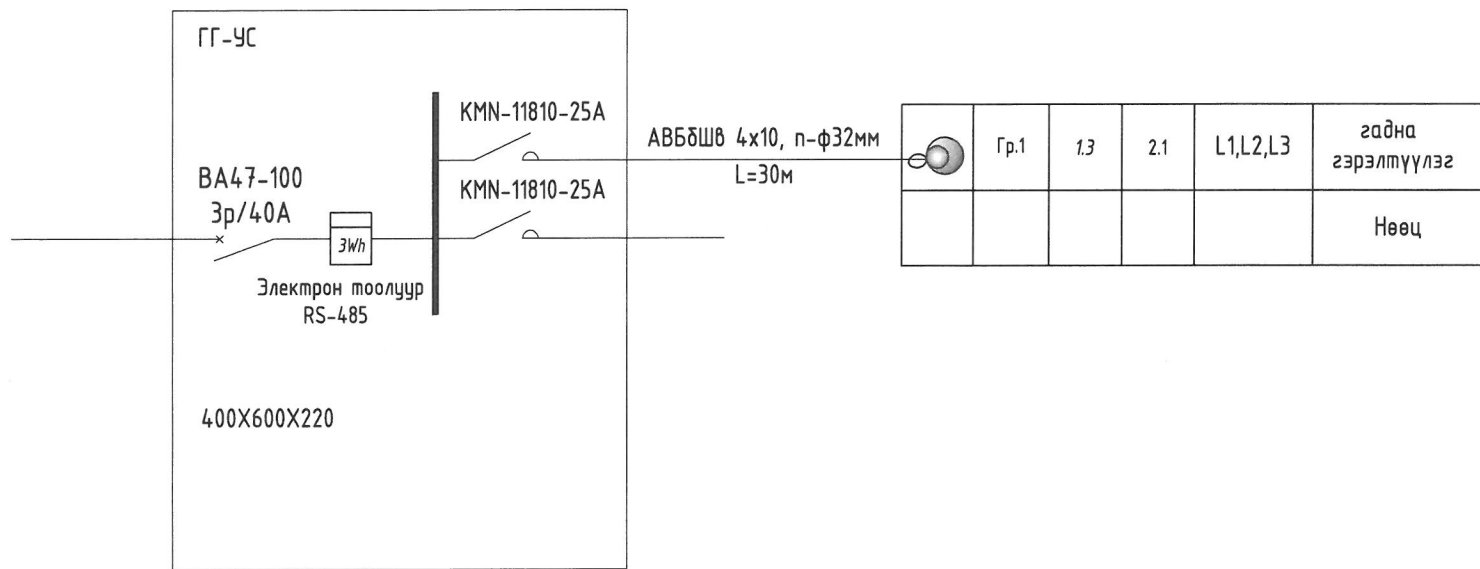 ГГ-УС
KMN-11810-25A
АВБбШв 4х10, п-ф32мм
L=30м
ВА47-100
3р/40А
KMN-11810-25A
3Wh
Электрон тоолуур
RS-485
400X600X220
Гр.1
1.3
2.1
L1,L2,L3
гадна
гэрэлтүүлэг
Нөөц